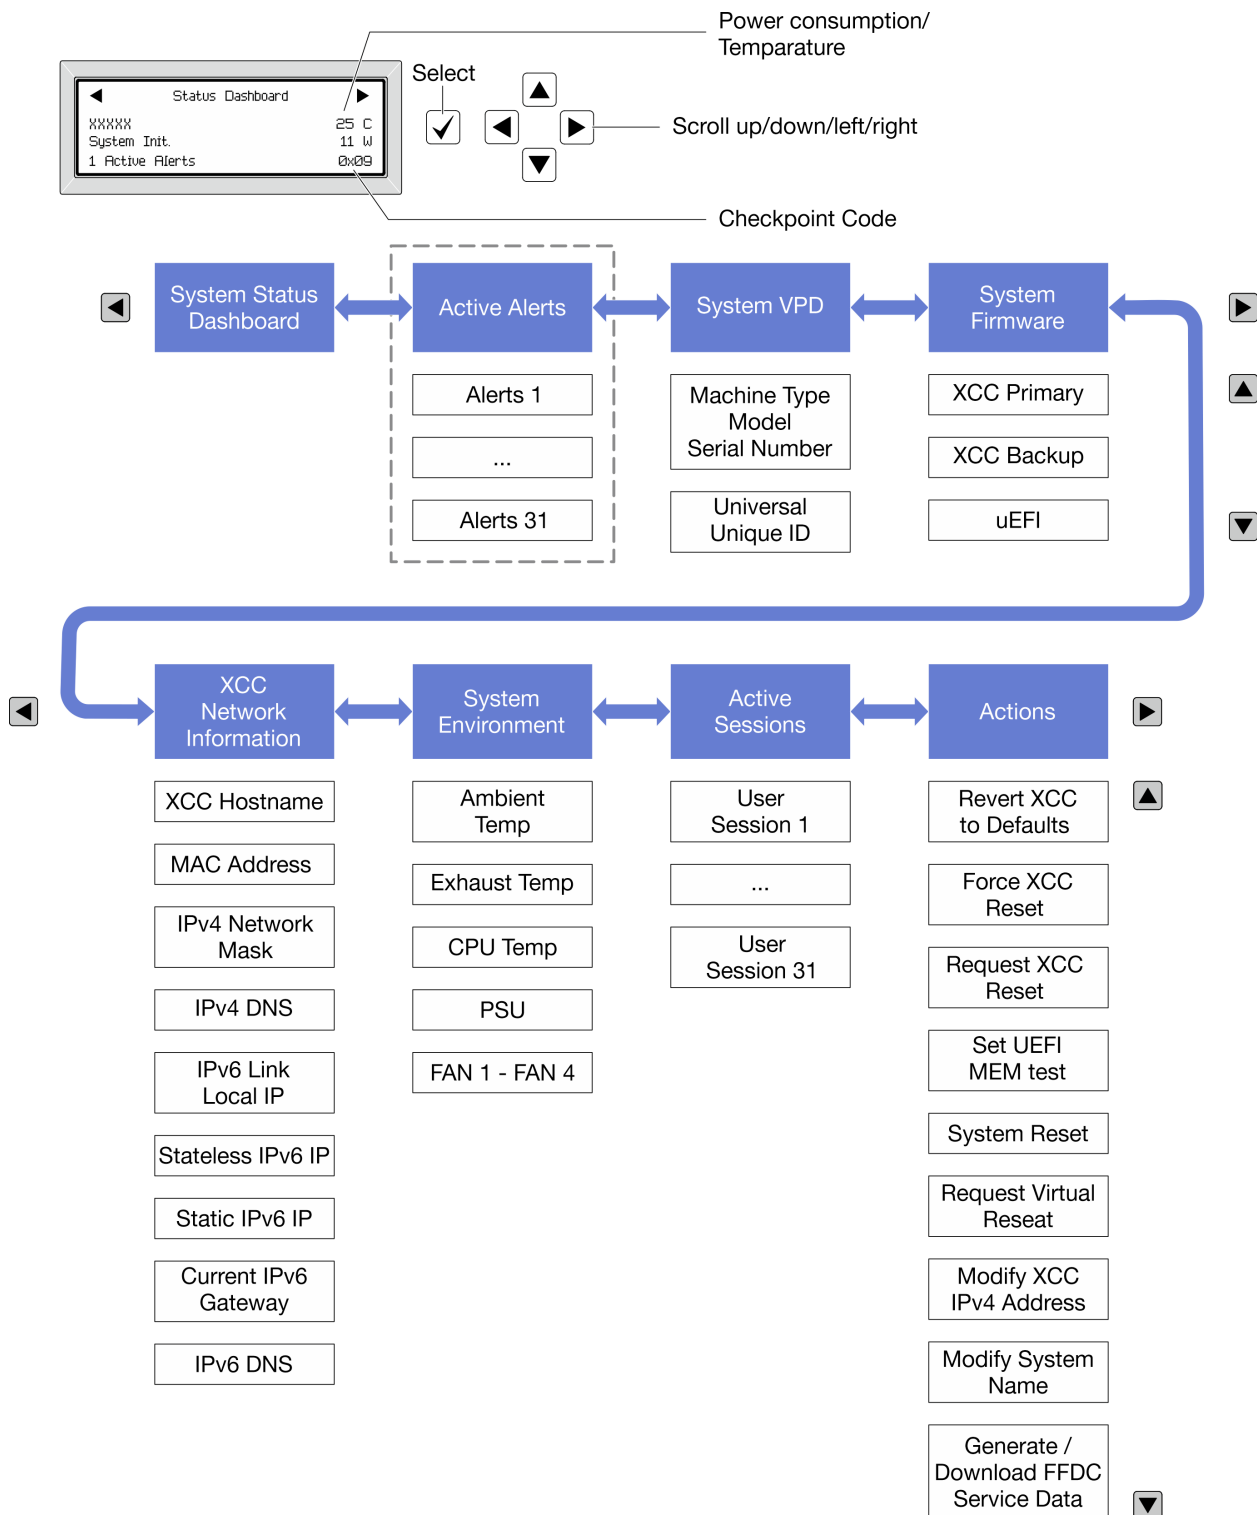 Power consumption/
Temparature
Select
Status Dashboard
XXXXX 25 C
System Init. 11 W
1 Active Alerts 0x09
Scroll up/down/left/right
Checkpoint Code
System Status
Dashboard
Active Alerts
System VPD
System
Firmware
Alerts 1
...
Alerts 31
Machine Type
Model
Serial Number
Universal
Unique ID
XCC Primary
XCC Backup
uEFI
XCC
Network
Information
System
Environment
Active
Sessions
Actions
XCC Hostname
MAC Address
IPv4 Network
Mask
IPv4 DNS
IPv6 Link
Local IP
Stateless IPv6 IP
Static IPv6 IP
Current IPv6
Gateway
IPv6 DNS
Ambient
Temp
Exhaust Temp
CPU Temp
PSU
FAN 1 - FAN 4
User
Session 1
...
User
Session 31
Revert XCC
to Defaults
Force XCC
Reset
Request XCC
Reset
Set UEFI
MEM test
System Reset
Request Virtual
Reseat
Modify XCC
IPv4 Address
Modify System
Name
Generate /
Download FFDC
Service Data